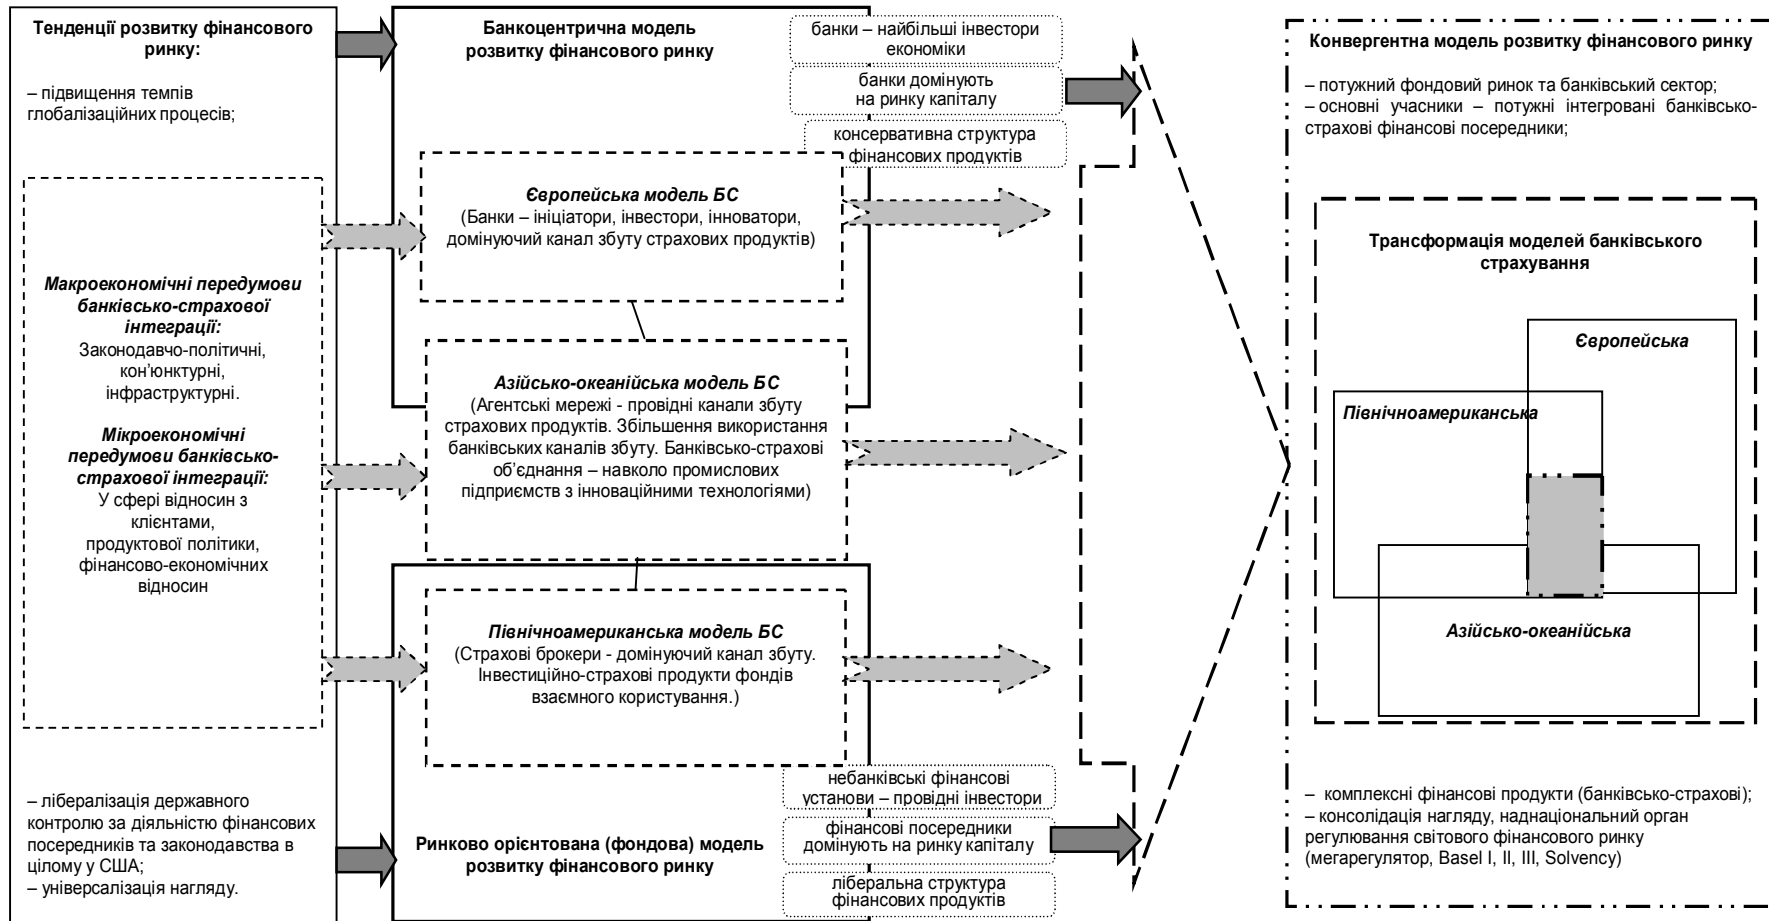 Тенденції розвитку фінансового
ринку:
– підвищення темпів
глобалізаційних процесів;
Макроекономічні передумови
банківсько-страхової
інтеграції:
Законодавчо-політичні,
кон’юнктурні,
інфраструктурні.
Мікроекономічні
передумови банківсько-
страхової інтеграції:
У сфері відносин з
клієнтами,
продуктової політики,
фінансово-економічних
відносин
– лібералізація державного
контролю за діяльністю фінансових
посередників та законодавства в
цілому у США;
– універсалізація нагляду.
Банкоцентрична модель
розвитку фінансового ринку
банки – найбільші інвестори
економіки
банки домінують
на ринку капіталу
консервативна структура
фінансових продуктів
Європейська модель БС
(Банки – ініціатори, інвестори, інноватори,
домінуючий канал збуту страхових продуктів)
Азійсько-океанійська модель БС
(Агентські мережі - провідні канали збуту
страхових продуктів. Збільшення використання
банківських каналів збуту. Банківсько-страхові
об’єднання – навколо промислових
підприємств з інноваційними технологіями)
Північноамериканська модель БС
(Страхові брокери - домінуючий канал збуту.
Інвестиційно-страхові продукти фондів
взаємного користування.)
небанківські фінансові
установи – провідні інвестори
фінансові посередники
домінують на ринку капіталу
ліберальна структура
фінансових продуктів
Ринково орієнтована (фондова) модель
розвитку фінансового ринку
Конвергентна модель розвитку фінансового ринку
– потужний фондовий ринок та банківський сектор;
– основні учасники – потужні інтегровані банківсько-
страхові фінансові посередники;
Трансформація моделей банківського
страхування
Європейська
Північноамериканська
Азійсько-океанійська
– комплексні фінансові продукти (банківсько-страхові);
– консолідація нагляду, наднаціональний орган
регулювання світового фінансового ринку
(мегарегулятор, Basel I, II, III, Solvency)